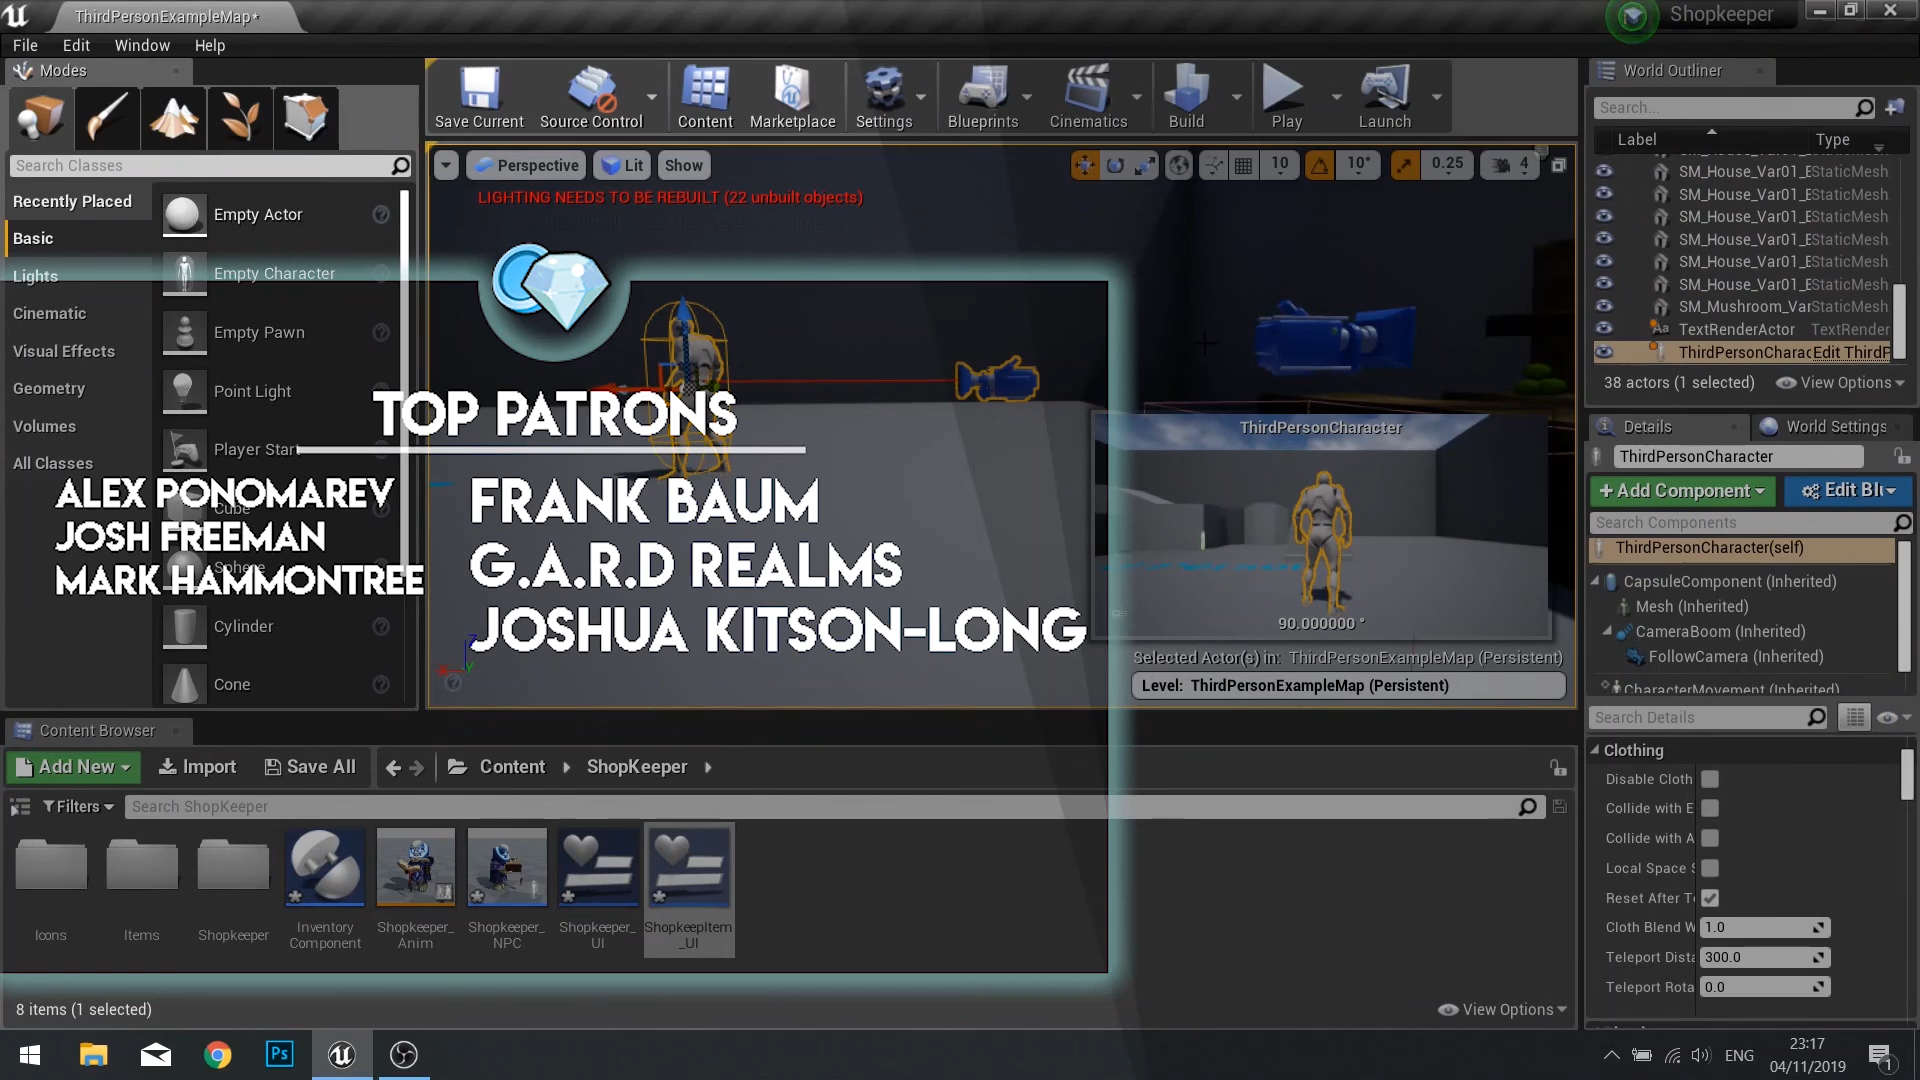 ThirdPersonExampleMap*
Shopkeeper
File Edit Window Help
Modes
Search Classes
Recently Placed
Basic
Lights
Cinematic
Visual Effects
Geometry
Volumes
All Classes
Empty Actor
Empty Character
Empty Pawn
Point Light
Player Start
Cube
Sphere
Cylinder
Cone
Save Current
Source Control
Content
Marketplace
Settings
Blueprints
Cinematics
Build
Play
Launch
Perspective
Lit
Show
10
10°
0.25
4
LIGHTING NEEDS TO BE REBUILT (22 unbuilt objects)
TOP PATRONS
ALEX PONOMAREV
JOSH FREEMAN
MARK HAMMONTREE
FRANK BAUM
G.A.R.D REALMS
JOSHUA KITSON-LONG
ThirdPersonCharacter
90.000000 °
Selected Actor(s) in: ThirdPersonExampleMap (Persistent)
Level: ThirdPersonExampleMap (Persistent)
World Outliner
Search...
Label Type
SM_House_Var01_E StaticMesh
SM_House_Var01_E StaticMesh
SM_House_Var01_E StaticMesh
SM_House_Var01_E StaticMesh
SM_House_Var01_E StaticMesh
SM_House_Var01_E StaticMesh
SM_Mushroom_Var StaticMesh
TextRenderActor TextRender
ThirdPersonCharac Edit ThirdP
38 actors (1 selected)
View Options
Details
World Settings
ThirdPersonCharacter
+Add Component
Edit Blu
Search Components
ThirdPersonCharacter(self)
CapsuleComponent (Inherited)
Mesh (Inherited)
CameraBoom (Inherited)
FollowCamera (Inherited)
CharacterMovement (Inherited)
Search Details
Clothing
Disable Cloth
Collide with E
Collide with A
Local Space S
Reset After Te
Cloth Blend W 1.0
Teleport Dista 300.0
Teleport Rota 0.0
Content Browser
Add New
Import
Save All
Content
ShopKeeper
Filters
Search ShopKeeper
Icons
Items
Shopkeeper
Inventory
Component
Shopkeeper_
Anim
Shopkeeper_
NPC
Shopkeeper_
UI
ShopkeepItem
_UI
8 items (1 selected)
View Options
Ps
ENG
23:17
04/11/2019
1